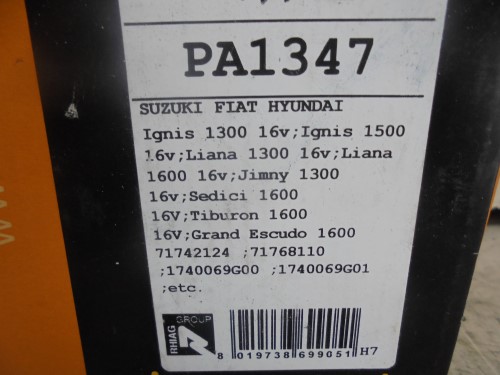 PA1347
SUZUKI FIAT HYUNDAI
Ignis 1300 16v;Ignis 1500
16v;Liana 1300 16v;Liana
1600 16v;Jimny 1300
16v;Sedici 1600
16V;Tiburon 1600
16V;Grand Escudo 1600
71742124 ;71768110
;1740069G00 ;1740069G01
;etc.
RHIAG GROUP
8 019738 699051 H7